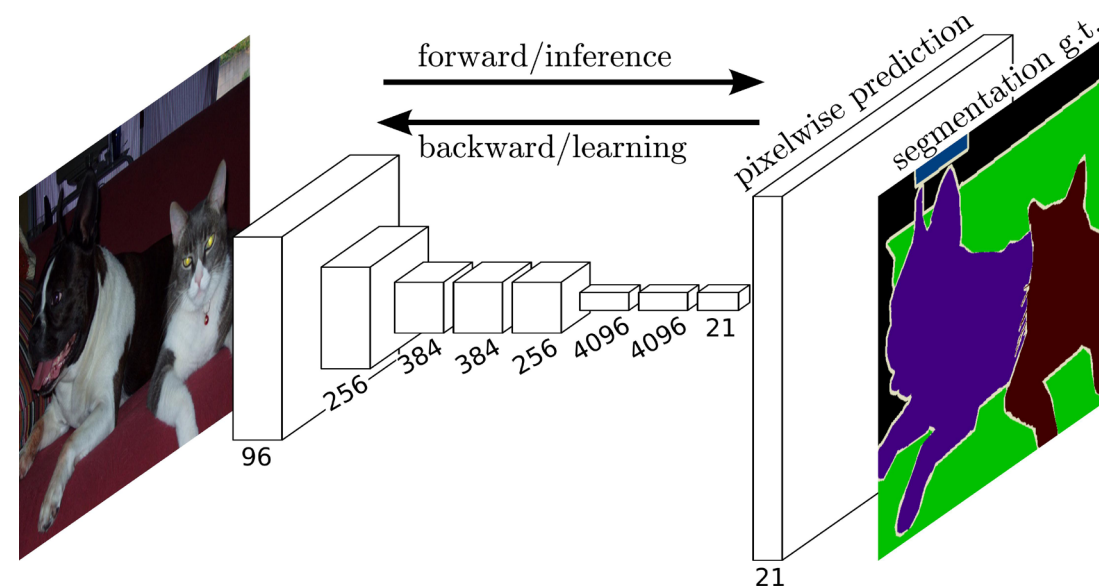 forward/inference
backward/learning
pixelwise prediction
segmentation g.t.
96
256
384
384
256
4096
4096
21
21